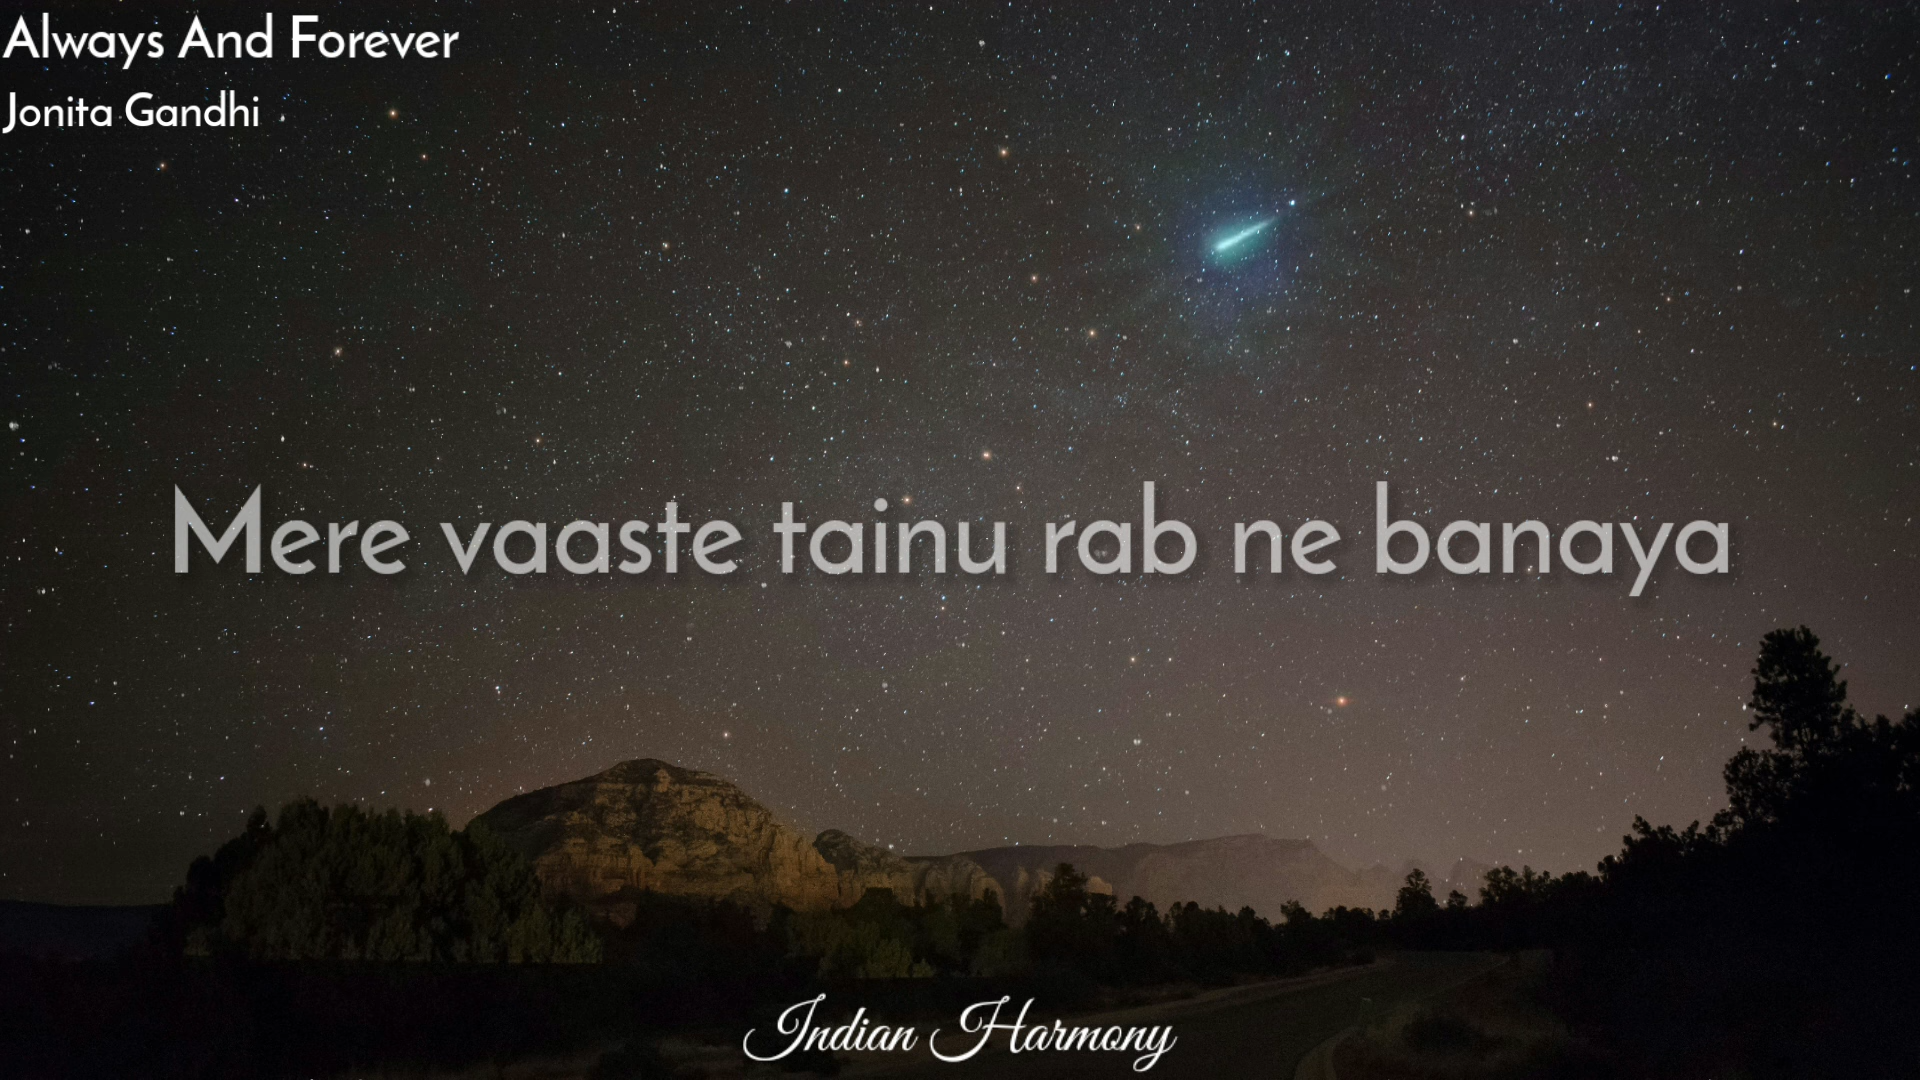 Always And Forever
Jonita Gandhi
Mere vaaste tainu rab ne banaya
Indian Harmony